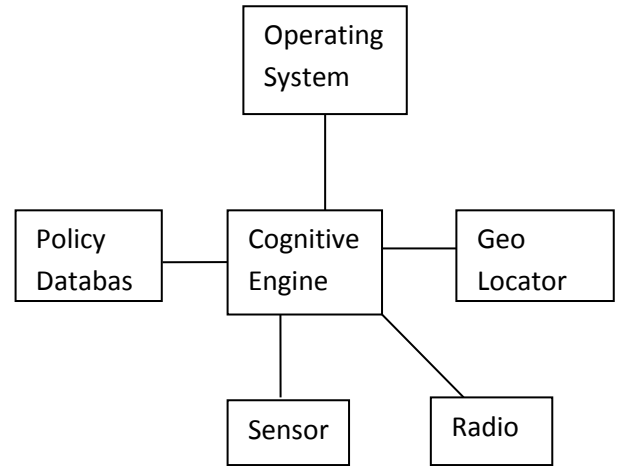 Operating
System
Policy
Databas
Cognitive
Engine
Geo
Locator
Sensor
Radio